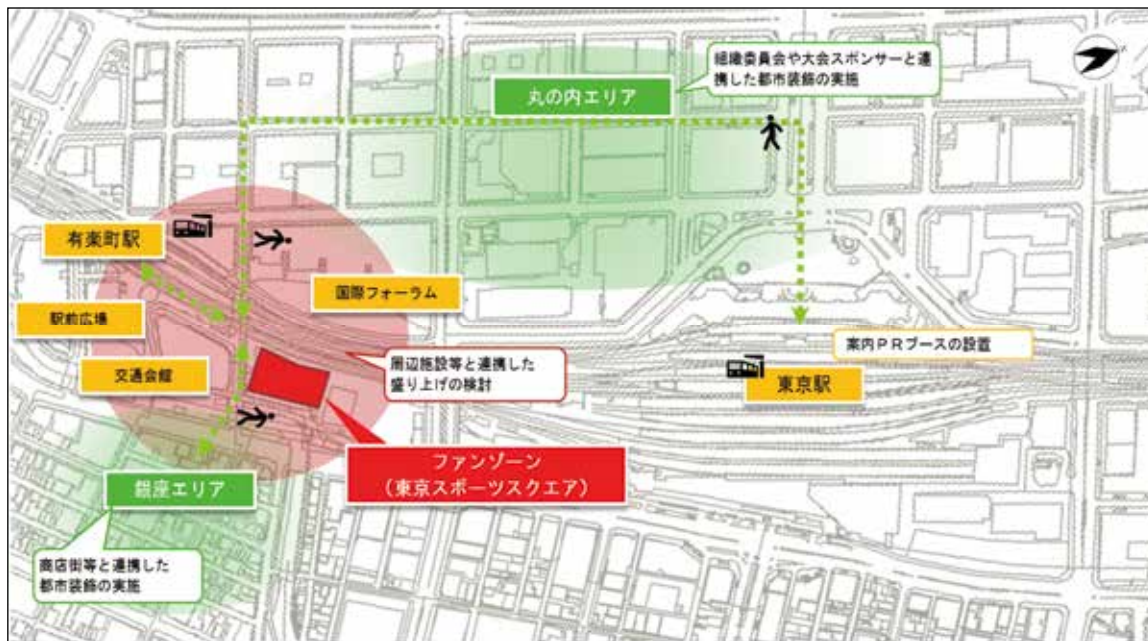 組織委員会や大会スポンサーと連
携した都市装飾の実施
丸の内エリア
有楽町駅
国際フォーラム
駅前広場
案内ＰＲブースの設置
周辺施設等と連携した
盛り上げの検討
交通会館
東京駅
ファンゾーン
（東京スポーツスクエア）
銀座エリア
商店街等と連携した
都市装飾の実施